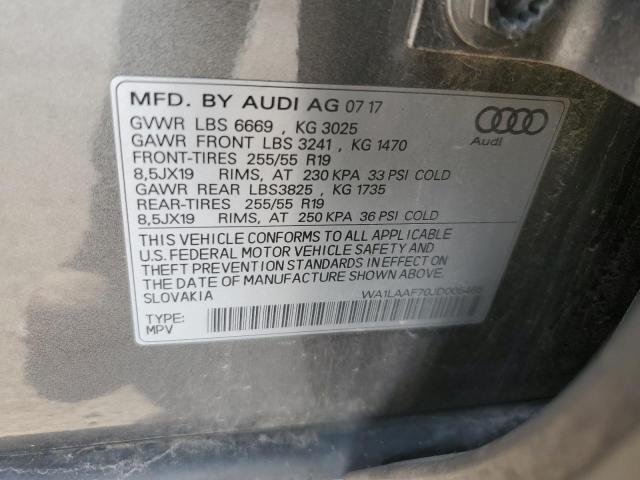 MFD. BY AUDI AG 07 17
GVWR LBS 6669 , KG 3025
GAWR FRONT LBS 3241 , KG 1470
FRONT-TIRES 255/55 R19
8,5JX19 RIMS, AT 230 KPA 33 PSI COLD
GAWR REAR LBS3825 , KG 1735
REAR-TIRES 255/55 R19
8,5JX19 RIMS, AT 250 KPA 36 PSI COLD
Audi
THIS VEHICLE CONFORMS TO ALL APPLICABLE
U.S. FEDERAL MOTOR VEHICLE SAFETY AND
THEFT PREVENTION STANDARDS IN EFFECT ON
THE DATE OF MANUFACTURE SHOWN ABOVE.
SLOVAKIA
TYPE:
MPV